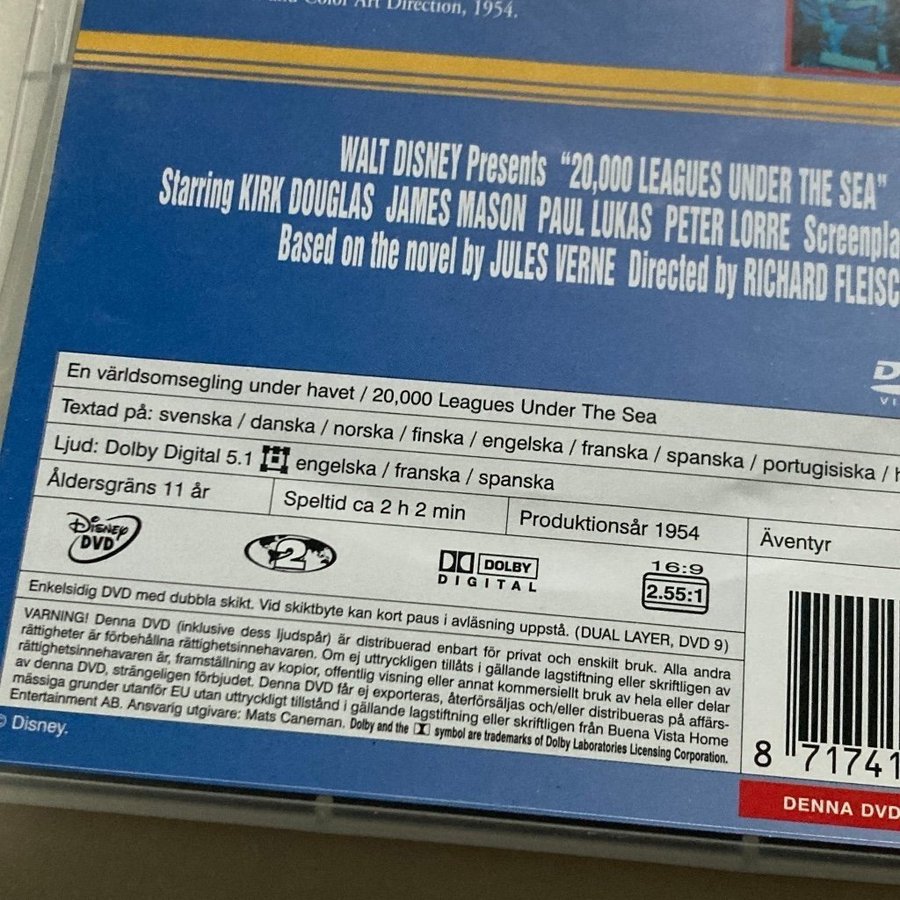 Color Art Direction, 1954.
WALT DISNEY Presents "20,000 LEAGUES UNDER THE SEA"
Starring KIRK DOUGLAS JAMES MASON PAUL LUKAS PETER LORRE Screenpla
Based on the novel by JULES VERNE Directed by RICHARD FLEISC
D
VI
En världsomsegling under havet / 20,000 Leagues Under The Sea
Textad på: svenska / danska / norska / finska / engelska / franska / spanska / portugisiska / h
Ljud: Dolby Digital 5.1 engelska / franska / spanska
Åldersgräns 11 år Speltid ca 2 h 2 min Produktionsår 1954 Äventyr
DISNEY DVD
2
DOLBY DIGITAL
16:9
2.55:1
Enkelsidig DVD med dubbla skikt. Vid skiktbyte kan kort paus i avläsning uppstå. (DUAL LAYER, DVD 9)
VARNING! Denna DVD (inklusive dess ljudspår) är distribuerad enbart för privat och enskilt bruk. Alla andra
rättigheter är förbehållna rättighetsinnehavaren. Om ej uttryckligen tillåts i gällande lagstiftning eller skriftligen av
rättighetsinnehavaren är, framställning av kopior, offentlig visning eller annat kommersiellt bruk av hela eller delar
av denna DVD, strängeligen förbjudet. Denna DVD får ej exporteras, återförsäljas och/eller distribueras på affärs-
mässiga grunder utanför EU utan uttryckligt tillstånd i gällande lagstiftning eller skriftligen från Buena Vista Home
Entertainment AB. Ansvarig utgivare: Mats Caneman. Dolby and the symbol are trademarks of Dolby Laboratories Licensing Corporation.
© Disney.
8 71741
DENNA DVD